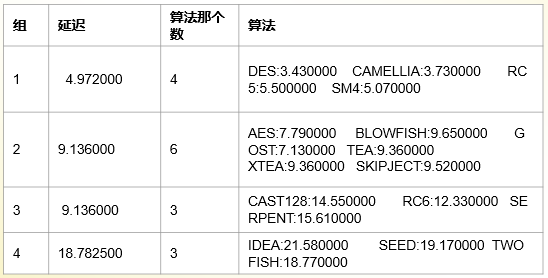 组 延迟 算法那个
数 算法
1 4.972000 4 DES:3.430000 CAMELLIA:3.730000 RC
5:5.500000 SM4:5.070000
2 9.136000 6 AES:7.790000 BLOWFISH:9.650000 G
OST:7.130000 TEA:9.360000
XTEA:9.360000 SKIPJECT:9.520000
3 9.136000 3 CAST128:14.550000 RC6:12.330000 SE
RPENT:15.610000
4 18.782500 3 IDEA:21.580000 SEED:19.170000 TWO
FISH:18.770000